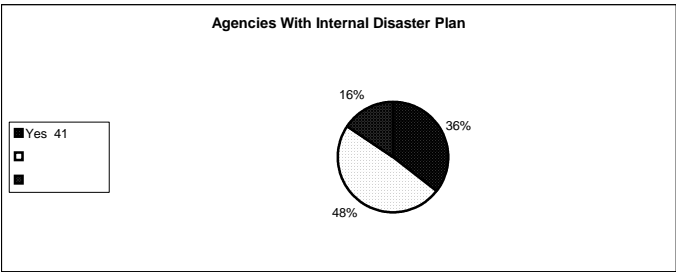 Agencies With Internal Disaster Plan
16%
36%
Yes 41
48%